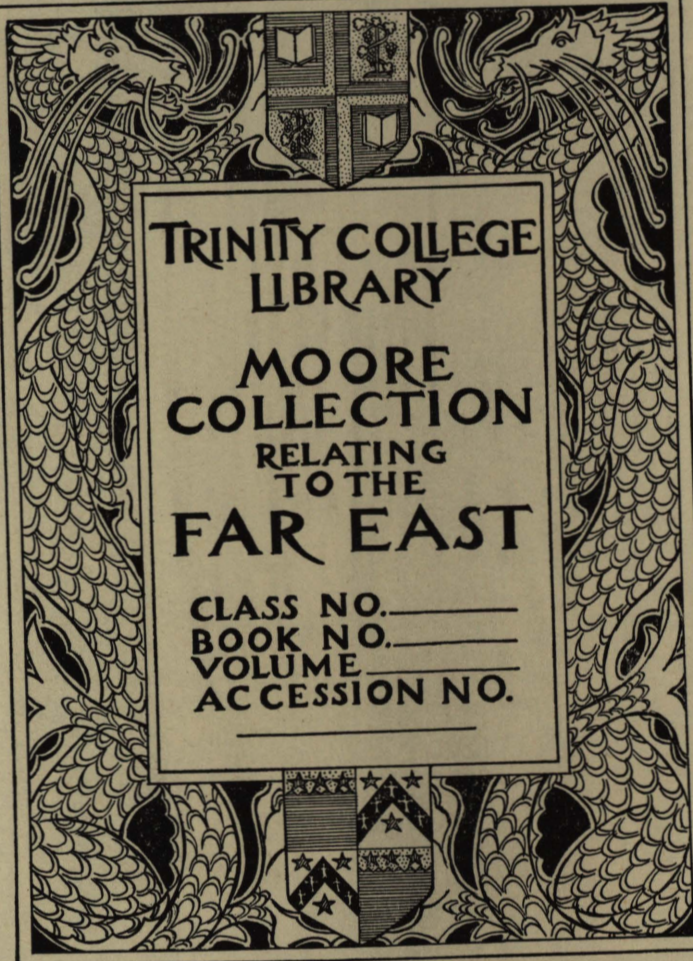 TRINITY COLLEGE
LIBRARY
MOORE
COLLECTION
RELATING
TO THE
FAR EAST
CLASS NO.
BOOK NO.
VOLUME
ACCESSION NO.